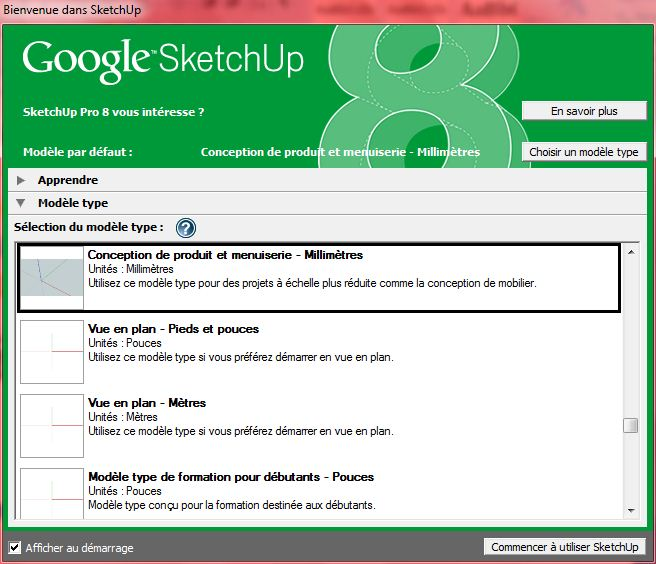 Bienvenue dans SketchUp
Google™ SketchUp
8
SketchUp Pro 8 vous intéresse ?
En savoir plus
Modèle par défaut :
Conception de produit et menuiserie - Millimètres
Choisir un modèle type
Apprendre
Modèle type
Sélection du modèle type :
?
Conception de produit et menuiserie - Millimètres
Unités : Millimètres
Utilisez ce modèle type pour des projets à échelle plus réduite comme la conception de mobilier.
Vue en plan - Pieds et pouces
Unités : Pouces
Utilisez ce modèle type si vous préférez démarrer en vue en plan.
Vue en plan - Mètres
Unités : Mètres
Utilisez ce modèle type si vous préférez démarrer en vue en plan.
Modèle type de formation pour débutants - Pouces
Unités : Pouces
Modèle type conçu pour la formation destinée aux débutants.
Afficher au démarrage
Commencer à utiliser SketchUp